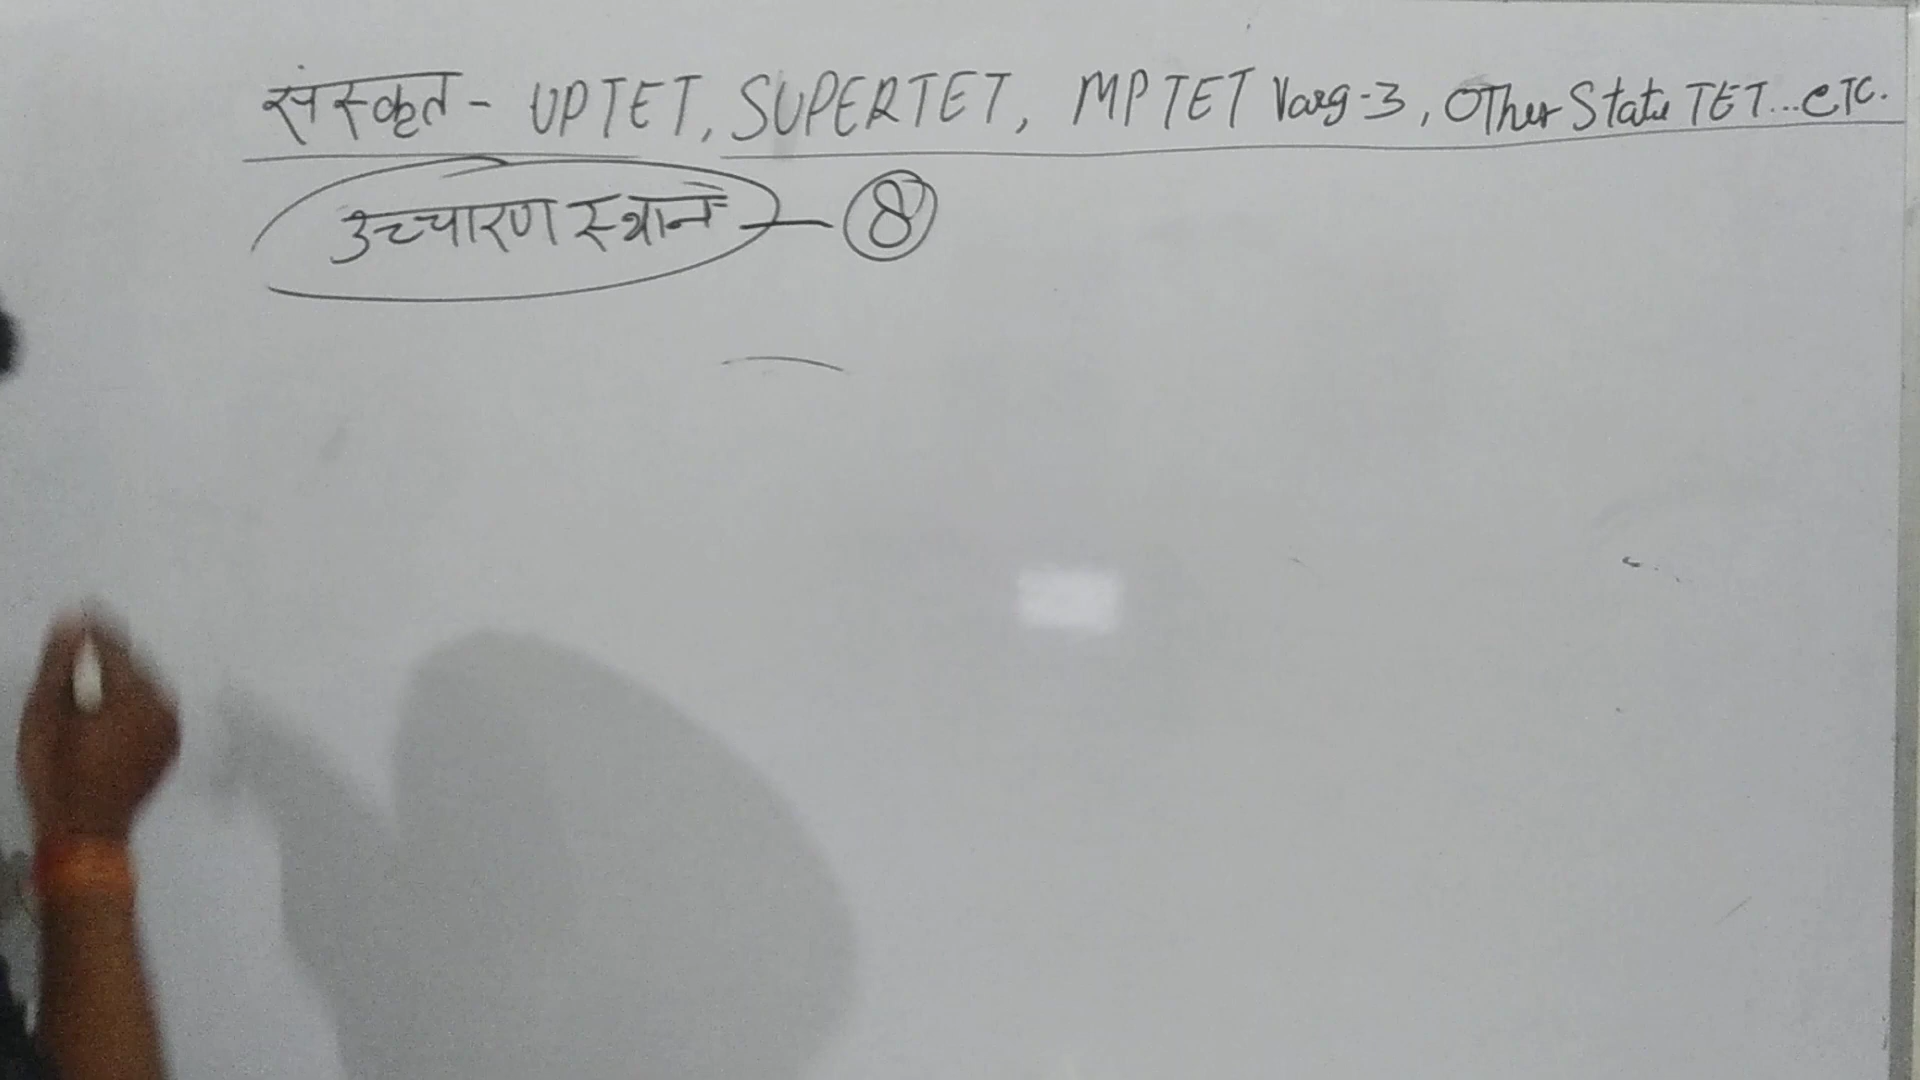 संस्कृत - UPTET, SUPERTET, MPTET Varg-3, Other State TET...eTC.
उच्चारण स्थान - 8